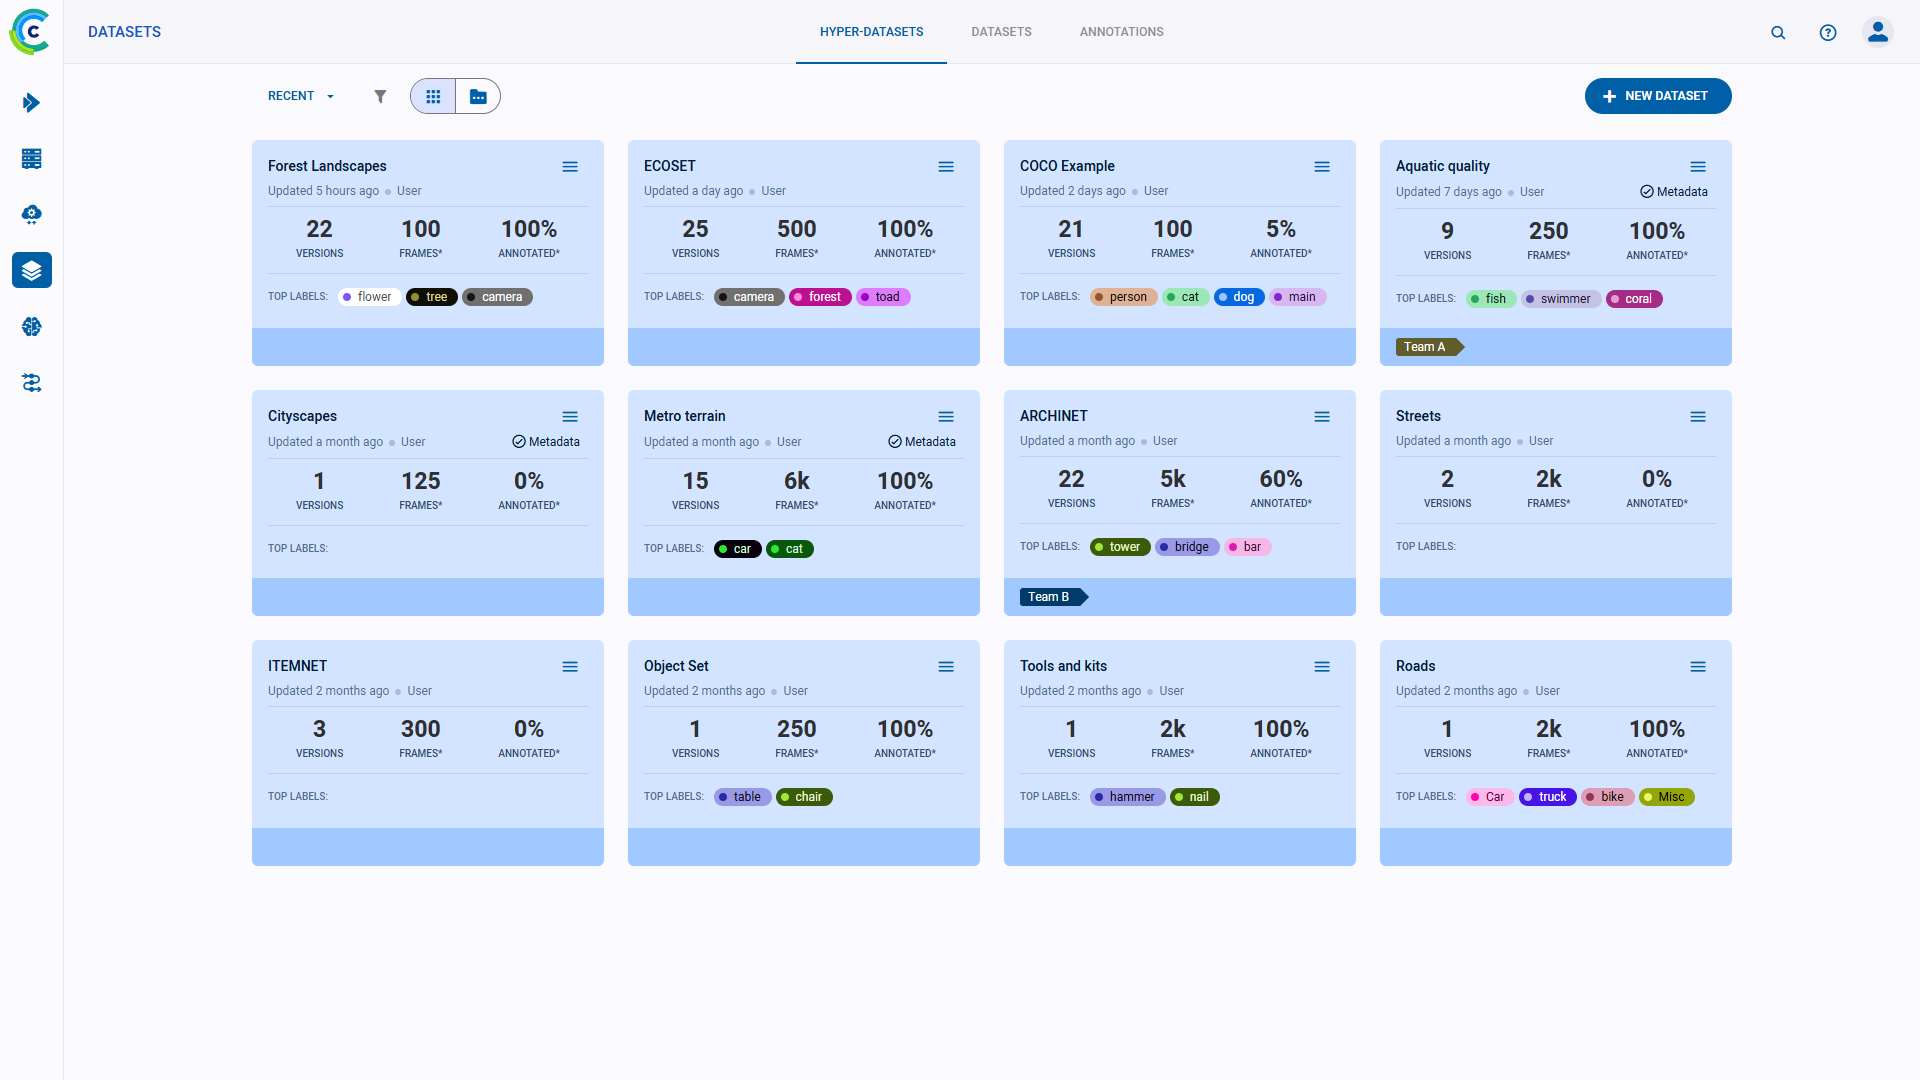 C
DATASETS
HYPER-DATASETS DATASETS ANNOTATIONS
RECENT
NEW DATASET
Forest Landscapes
Updated 5 hours ago User
22 100 100%
VERSIONS FRAMES* ANNOTATED*
TOP LABELS: flower tree camera
ECOSET
Updated a day ago User
25 500 100%
VERSIONS FRAMES* ANNOTATED*
TOP LABELS: camera forest toad
COCO Example
Updated 2 days ago User
21 100 5%
VERSIONS FRAMES* ANNOTATED*
TOP LABELS: person cat dog main
Aquatic quality
Updated 7 days ago User Metadata
9 250 100%
VERSIONS FRAMES* ANNOTATED*
TOP LABELS: fish swimmer coral
Team A
Cityscapes
Updated a month ago User Metadata
1 125 0%
VERSIONS FRAMES* ANNOTATED*
TOP LABELS:
Metro terrain
Updated a month ago User Metadata
15 6k 100%
VERSIONS FRAMES* ANNOTATED*
TOP LABELS: car cat
ARCHINET
Updated a month ago User
22 5k 60%
VERSIONS FRAMES* ANNOTATED*
TOP LABELS: tower bridge bar
Team B
Streets
Updated a month ago User
2 2k 0%
VERSIONS FRAMES* ANNOTATED*
TOP LABELS:
ITEMNET
Updated 2 months ago User
3 300 0%
VERSIONS FRAMES* ANNOTATED*
TOP LABELS:
Object Set
Updated 2 months ago User
1 250 100%
VERSIONS FRAMES* ANNOTATED*
TOP LABELS: table chair
Tools and kits
Updated 2 months ago User
1 2k 100%
VERSIONS FRAMES* ANNOTATED*
TOP LABELS: hammer nail
Roads
Updated 2 months ago User
1 2k 100%
VERSIONS FRAMES* ANNOTATED*
TOP LABELS: Car truck bike Misc